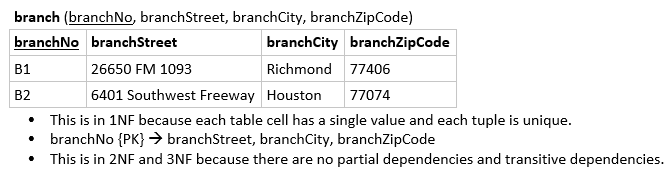 branch (branchNo, branchStreet, branchCity, branchZipCode)
branchNo branchStreet branchCity branchZipCode
B1 26650 FM 1093 Richmond 77406
B2 6401 Southwest Freeway Houston 77074
• This is in 1NF because each table cell has a single value and each tuple is unique.
• branchNo {PK} → branchStreet, branchCity, branchZipCode
• This is in 2NF and 3NF because there are no partial dependencies and transitive dependencies.